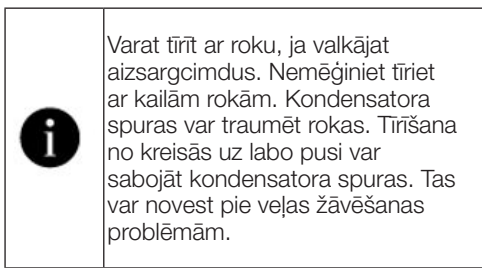 Varat tīrīt ar roku, ja valkājat
aizsargcimdus. Nemēģiniet tīriet
ar kailām rokām. Kondensatora
spuras var traumēt rokas. Tīrīšana
no kreisās uz labo pusi var
sabojāt kondensatora spuras. Tas
var novest pie veļas žāvēšanas
problēmām.